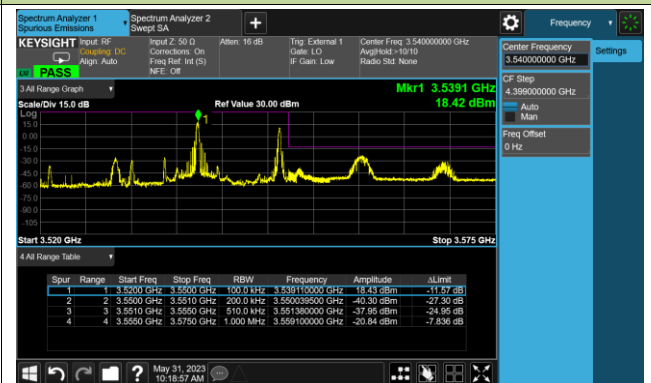 Spectrum Analyzer 1
Spurious Emissions
Spectrum Analyzer 2
Swept SA
Frequency
KEYSIGHT
Input: RF
Coupling: DC
Align: Auto
Input Z: 50 Ω
Corrections: On
Freq Ref: Int (S)
NFE: Off
Atten: 16 dB
Trig: External 1
Gate: LO
IF Gain: Low
Center Freq: 3.540000000 GHz
Avg|Hold:>10/10
Radio Std: None
PASS
Center Frequency
3.540000000 GHz
Settings
CF Step
4.399000000 GHz
Auto
Man
Freq Offset
0 Hz
3 All Range Graph
Mkr1 3.5391 GHz
Scale/Div 15.0 dB
Ref Value 30.00 dBm
18.42 dBm
Log
15.0
0.00
-15.0
-30.0
-45.0
-60.0
-75.0
-90.0
-105
1
Start 3.520 GHz
Stop 3.575 GHz
4 All Range Table
Spur Range Start Freq Stop Freq RBW Frequency Amplitude ΔLimit
1 1 3.5200 GHz 3.5500 GHz 100.0 kHz 3.539110000 GHz 18.43 dBm -11.57 dB
2 2 3.5500 GHz 3.5510 GHz 200.0 kHz 3.550039500 GHz -40.30 dBm -27.30 dB
3 3 3.5510 GHz 3.5550 GHz 510.0 kHz 3.551380000 GHz -37.95 dBm -24.95 dB
4 4 3.5550 GHz 3.5750 GHz 1.000 MHz 3.559100000 GHz -20.84 dBm -7.836 dB
?
May 31, 2023
10:18:57 AM